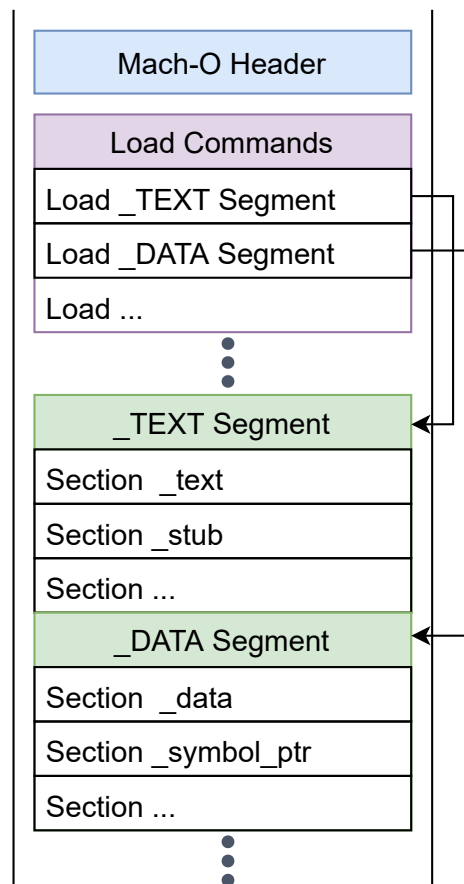 Mach-O Header
Load Commands
Load _TEXT Segment
Load _DATA Segment
Load ...
_TEXT Segment
Section _text
Section _stub
Section ...
_DATA Segment
Section _data
Section _symbol_ptr
Section ...